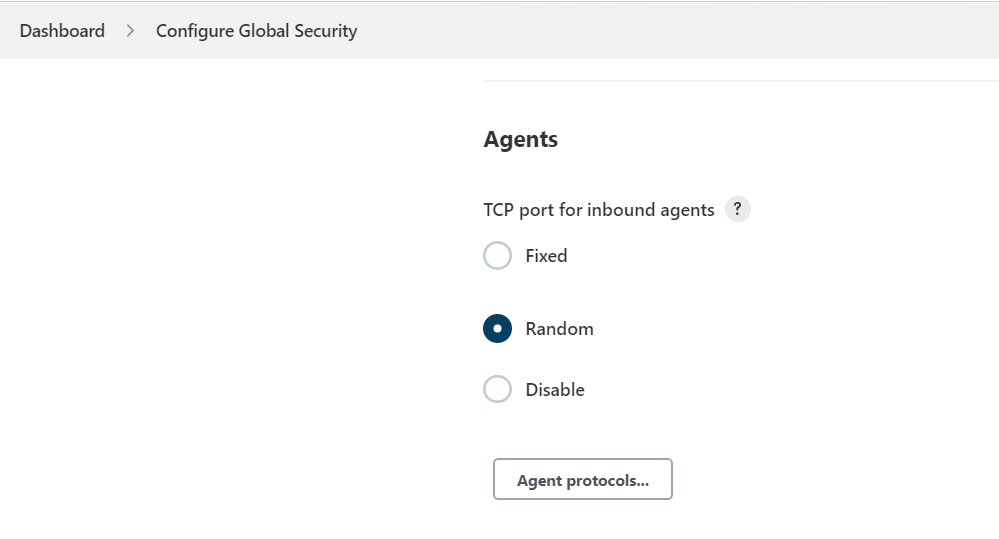 Dashboard > Configure Global Security
Agents
TCP port for inbound agents ?
Fixed
Random
Disable
Agent protocols...